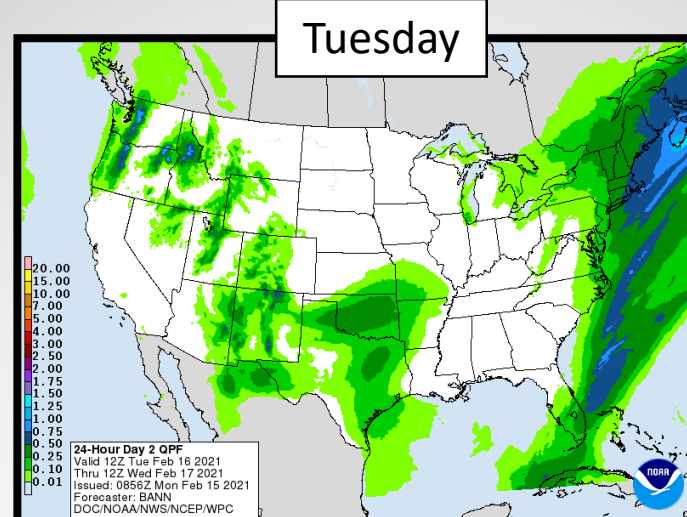 Tuesday
20.00
15.00
10.00
7.00
5.00
4.00
3.00
2.50
2.00
1.75
1.50
1.25
1.00
0.75
0.50
0.25
0.10
0.01
24-Hour Day 2 QPF
Valid 12Z Tue Feb 16 2021
Thru 12Z Wed Feb 17 2021
Issued: 0856Z Mon Feb 15 2021
Forecaster: BANN
DOC/NOAA/NWS/NCEP/WPC
NOAA